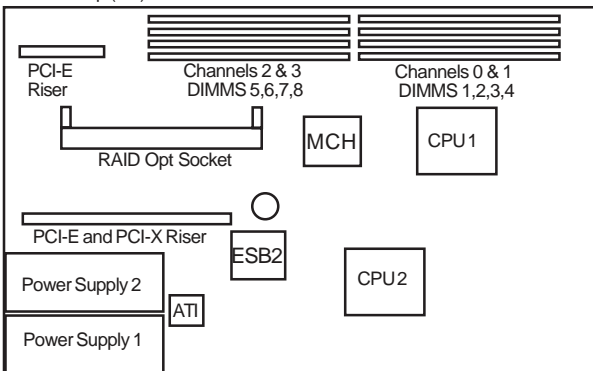 PCI-E
Riser
Channels 2 & 3
DIMMS 5,6,7,8
Channels 0 & 1
DIMMS 1,2,3,4
RAID Opt Socket
MCH
CPU1
PCI-E and PCI-X Riser
ESB2
CPU2
Power Supply 2
ATI
Power Supply 1